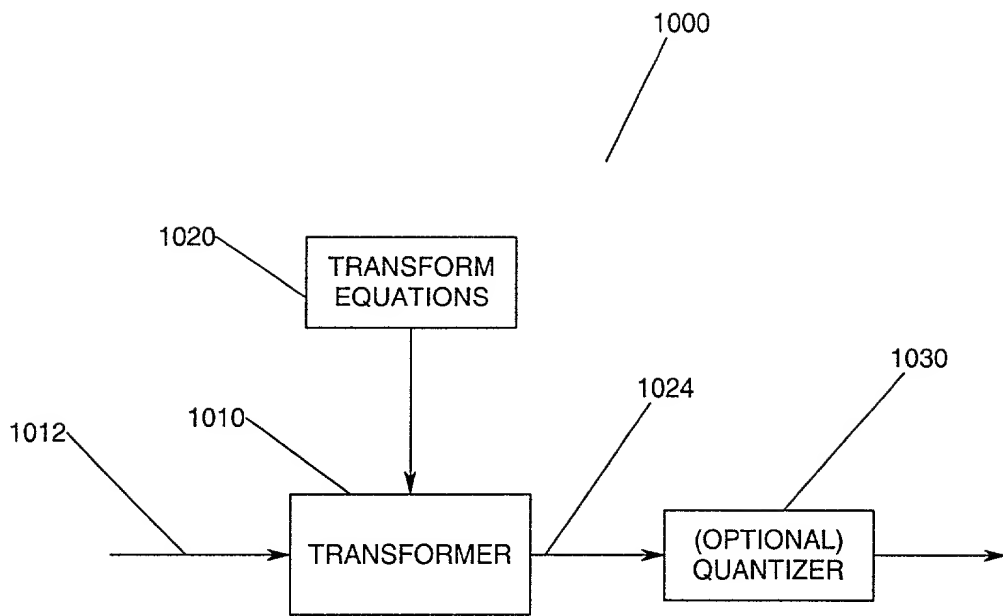 1000
1020
TRANSFORM
EQUATIONS
1030
1024
1010
1012
TRANSFORMER
(OPTIONAL)
QUANTIZER